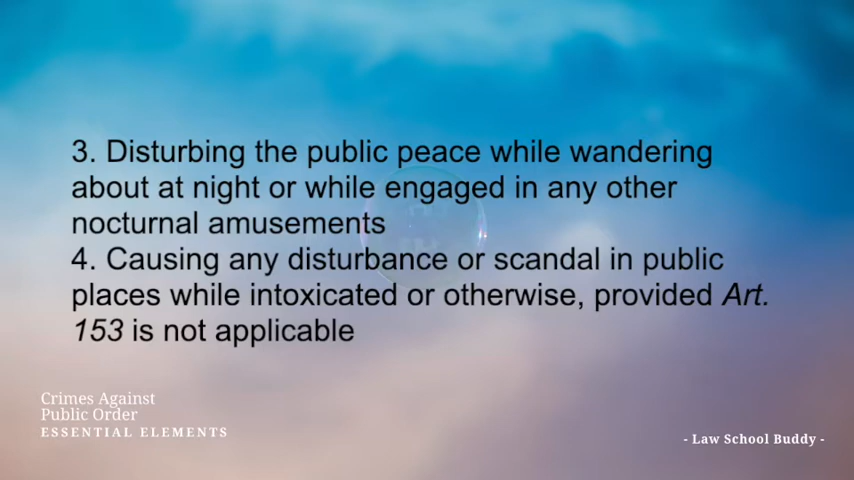 3. Disturbing the public peace while wandering
about at night or while engaged in any other
nocturnal amusements
4. Causing any disturbance or scandal in public
places while intoxicated or otherwise, provided Art.
153 is not applicable
Crimes Against
Public Order
ESSENTIAL ELEMENTS
- Law School Buddy -